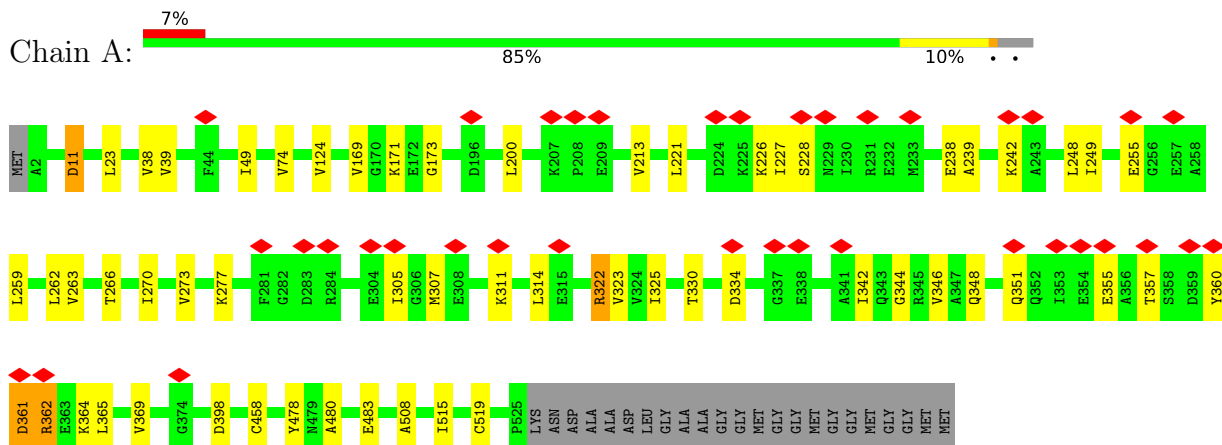 7%
Chain A:
85% 10% • •
MET A2 D11 L23 V38 V39 F44 I49 V74 V124 V169 G170 K171 E172 G173 D196 L200 K207 P208 E209 V213 L221 D224 K225 K226 I227 S228 N229 I230 R231 E232 M233 E238 A239 K242 A243 L248 I249 E255 G256 E257 A258
L259 L262 V263 T266 I270 V273 K277 F281 G282 D283 R284 E304 I305 G306 M307 E308 K311 L314 E315 R322 V323 V324 I325 T330 D334 G337 E338 A341 I342 Q343 G344 R345 V346 A347 Q348 Q351 Q352 I353 E354 E355 A356 T357 S358 D359 Y360
D361 R362 E363 K364 L365 V369 G374 D398 C458 Y478 N479 A480 E483 A508 I515 C519 P525 LYS ASN ASP ALA ALA ASP LEU GLY ALA ALA GLY GLY MET GLY GLY MET GLY GLY MET MET